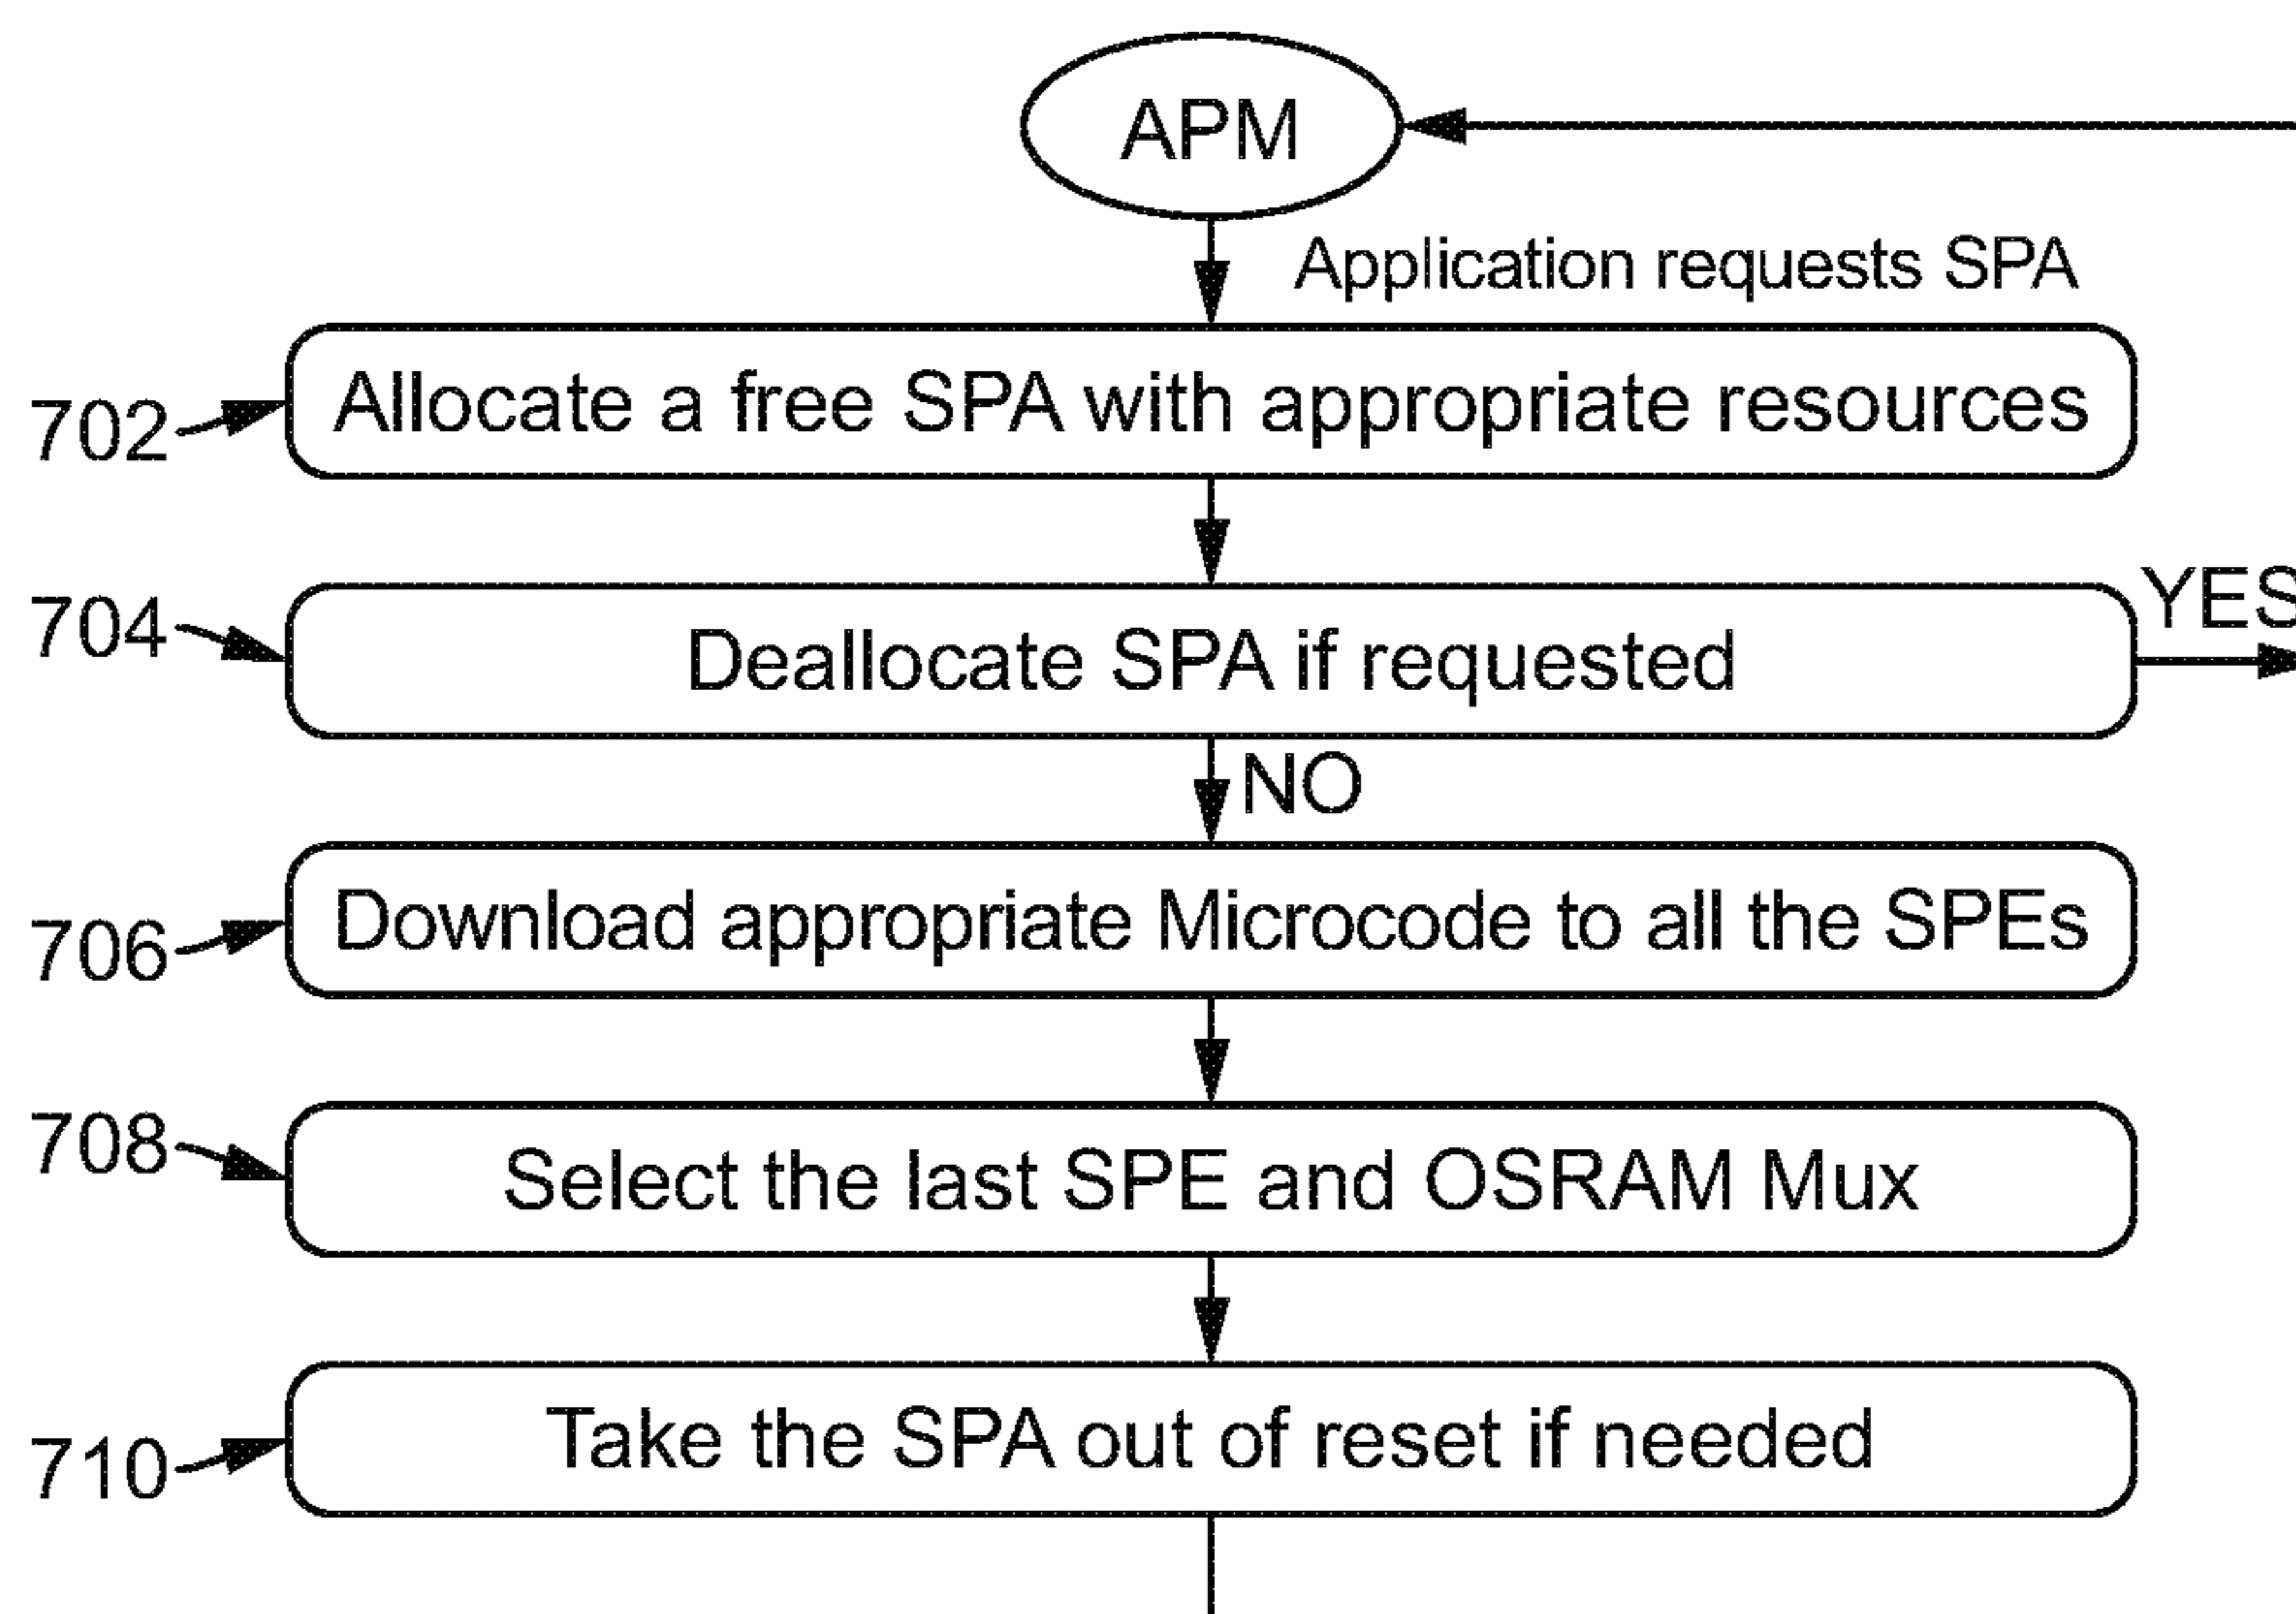 APM
Application requests SPA
702 Allocate a free SPA with appropriate resources
704 Deallocate SPA if requested YES
NO
706 Download appropriate Microcode to all the SPEs
708 Select the last SPE and OSRAM Mux
710 Take the SPA out of reset if needed